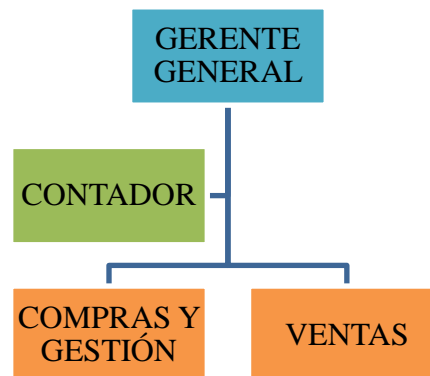 GERENTE
GENERAL
CONTADOR
COMPRAS Y
GESTIÓN
VENTAS